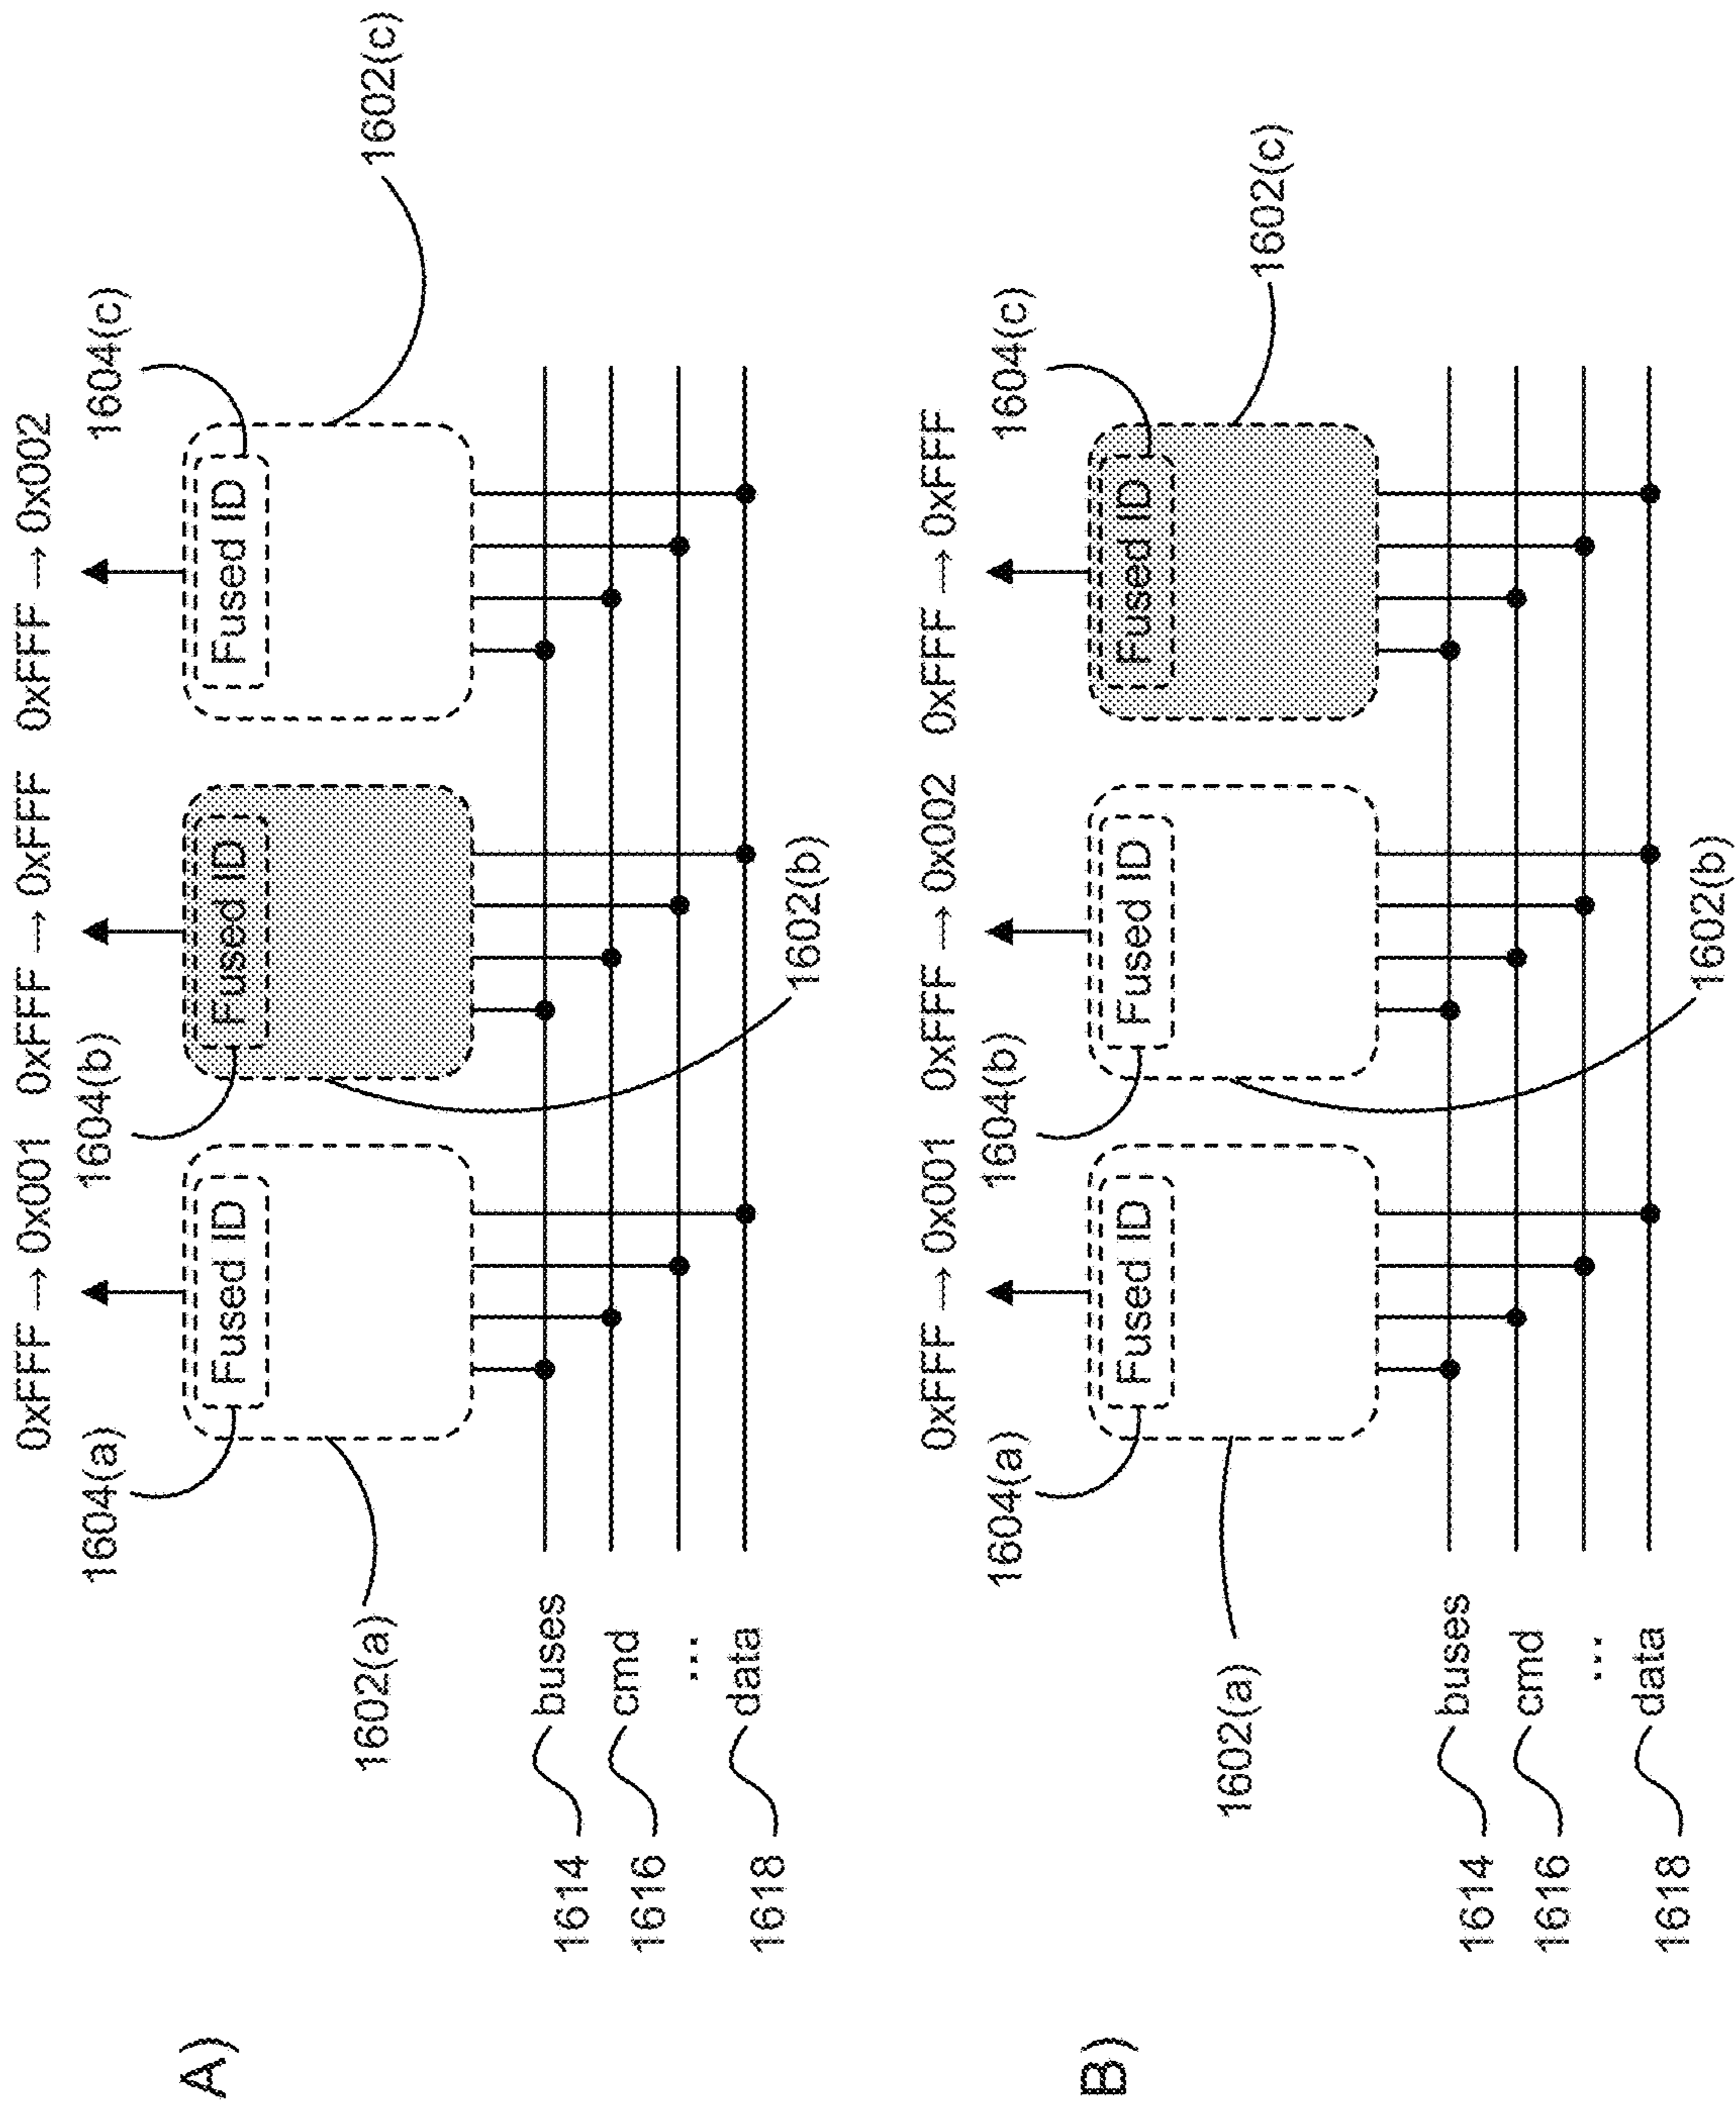 A)
0xFFF → 0x001 0xFFF → 0xFFF 0xFFF → 0x002
1604(a) 1604(b) 1604(c)
Fused ID Fused ID Fused ID
1602(a) 1602(c)
1614 buses
1616 cmd
...
1618 data
1602(b)
B)
0xFFF → 0x001 0xFFF → 0x002 0xFFF → 0xFFF
1604(a) 1604(b) 1604(c)
Fused ID Fused ID Fused ID
1602(a) 1602(c)
1614 buses
1616 cmd
...
1618 data
1602(b)